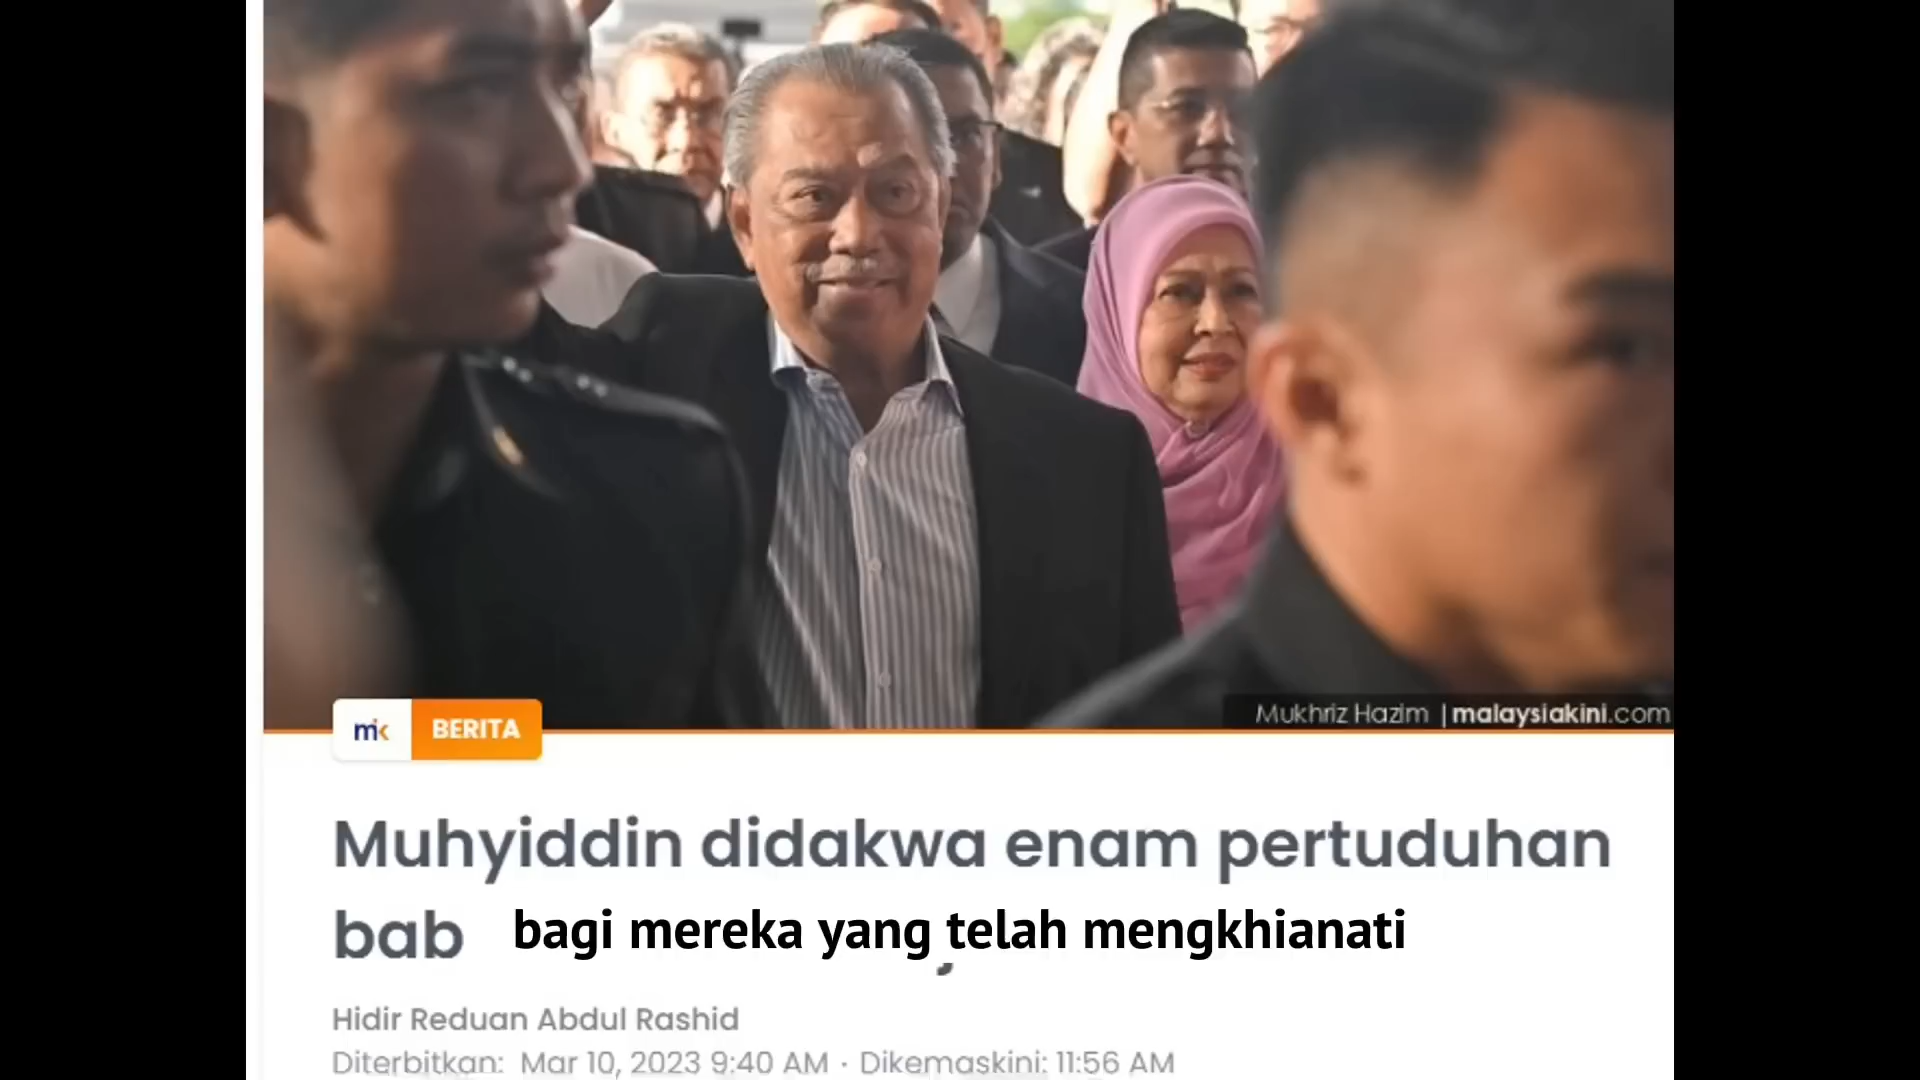 Mukhriz Hazim | malaysiakini.com
mk BERITA
Muhyiddin didakwa enam pertuduhan
bab
bagi mereka yang telah mengkhianati
Hidir Reduan Abdul Rashid
Diterbitkan: Mar 10, 2023 9:40 AM · Dikemaskini: 11:56 AM